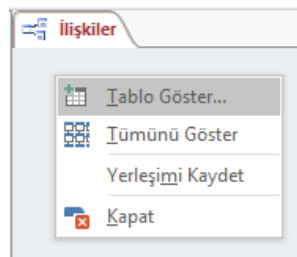 İlişkiler
Tablo Göster...
Tümünü Göster
Yerleşimi Kaydet
Kapat